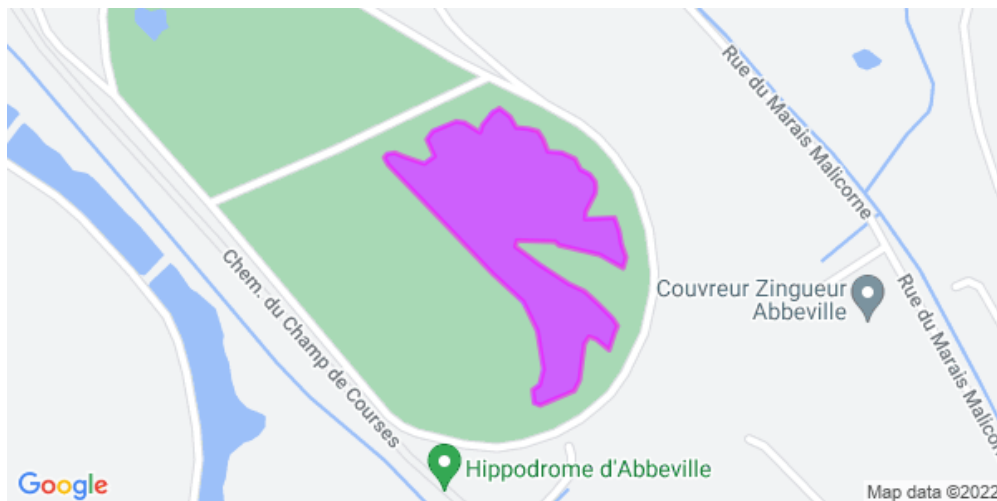 Rue du Marais Malicorne
Chem. du Champ de Courses
Couvreur Zingueur
Abbeville
Rue du Marais Malicorn
Hippodrome d'Abbeville
Google
Map data ©2022